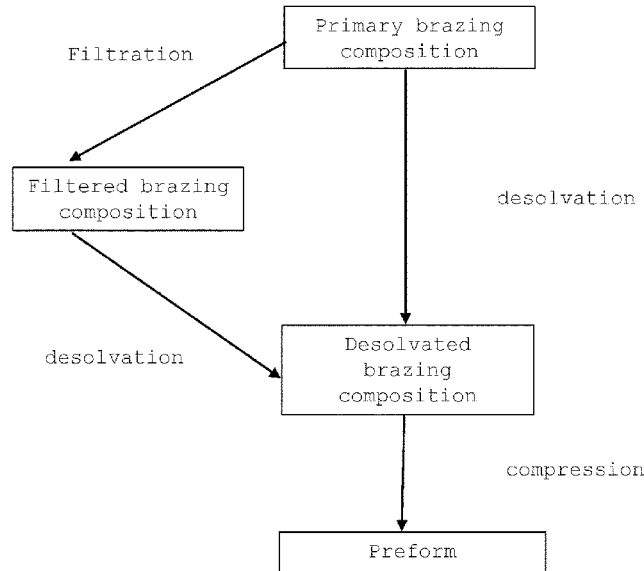 Primary brazing
composition
Filtration
Filtered brazing
composition
desolvation
desolvation
Desolvated
brazing
composition
compression
Preform